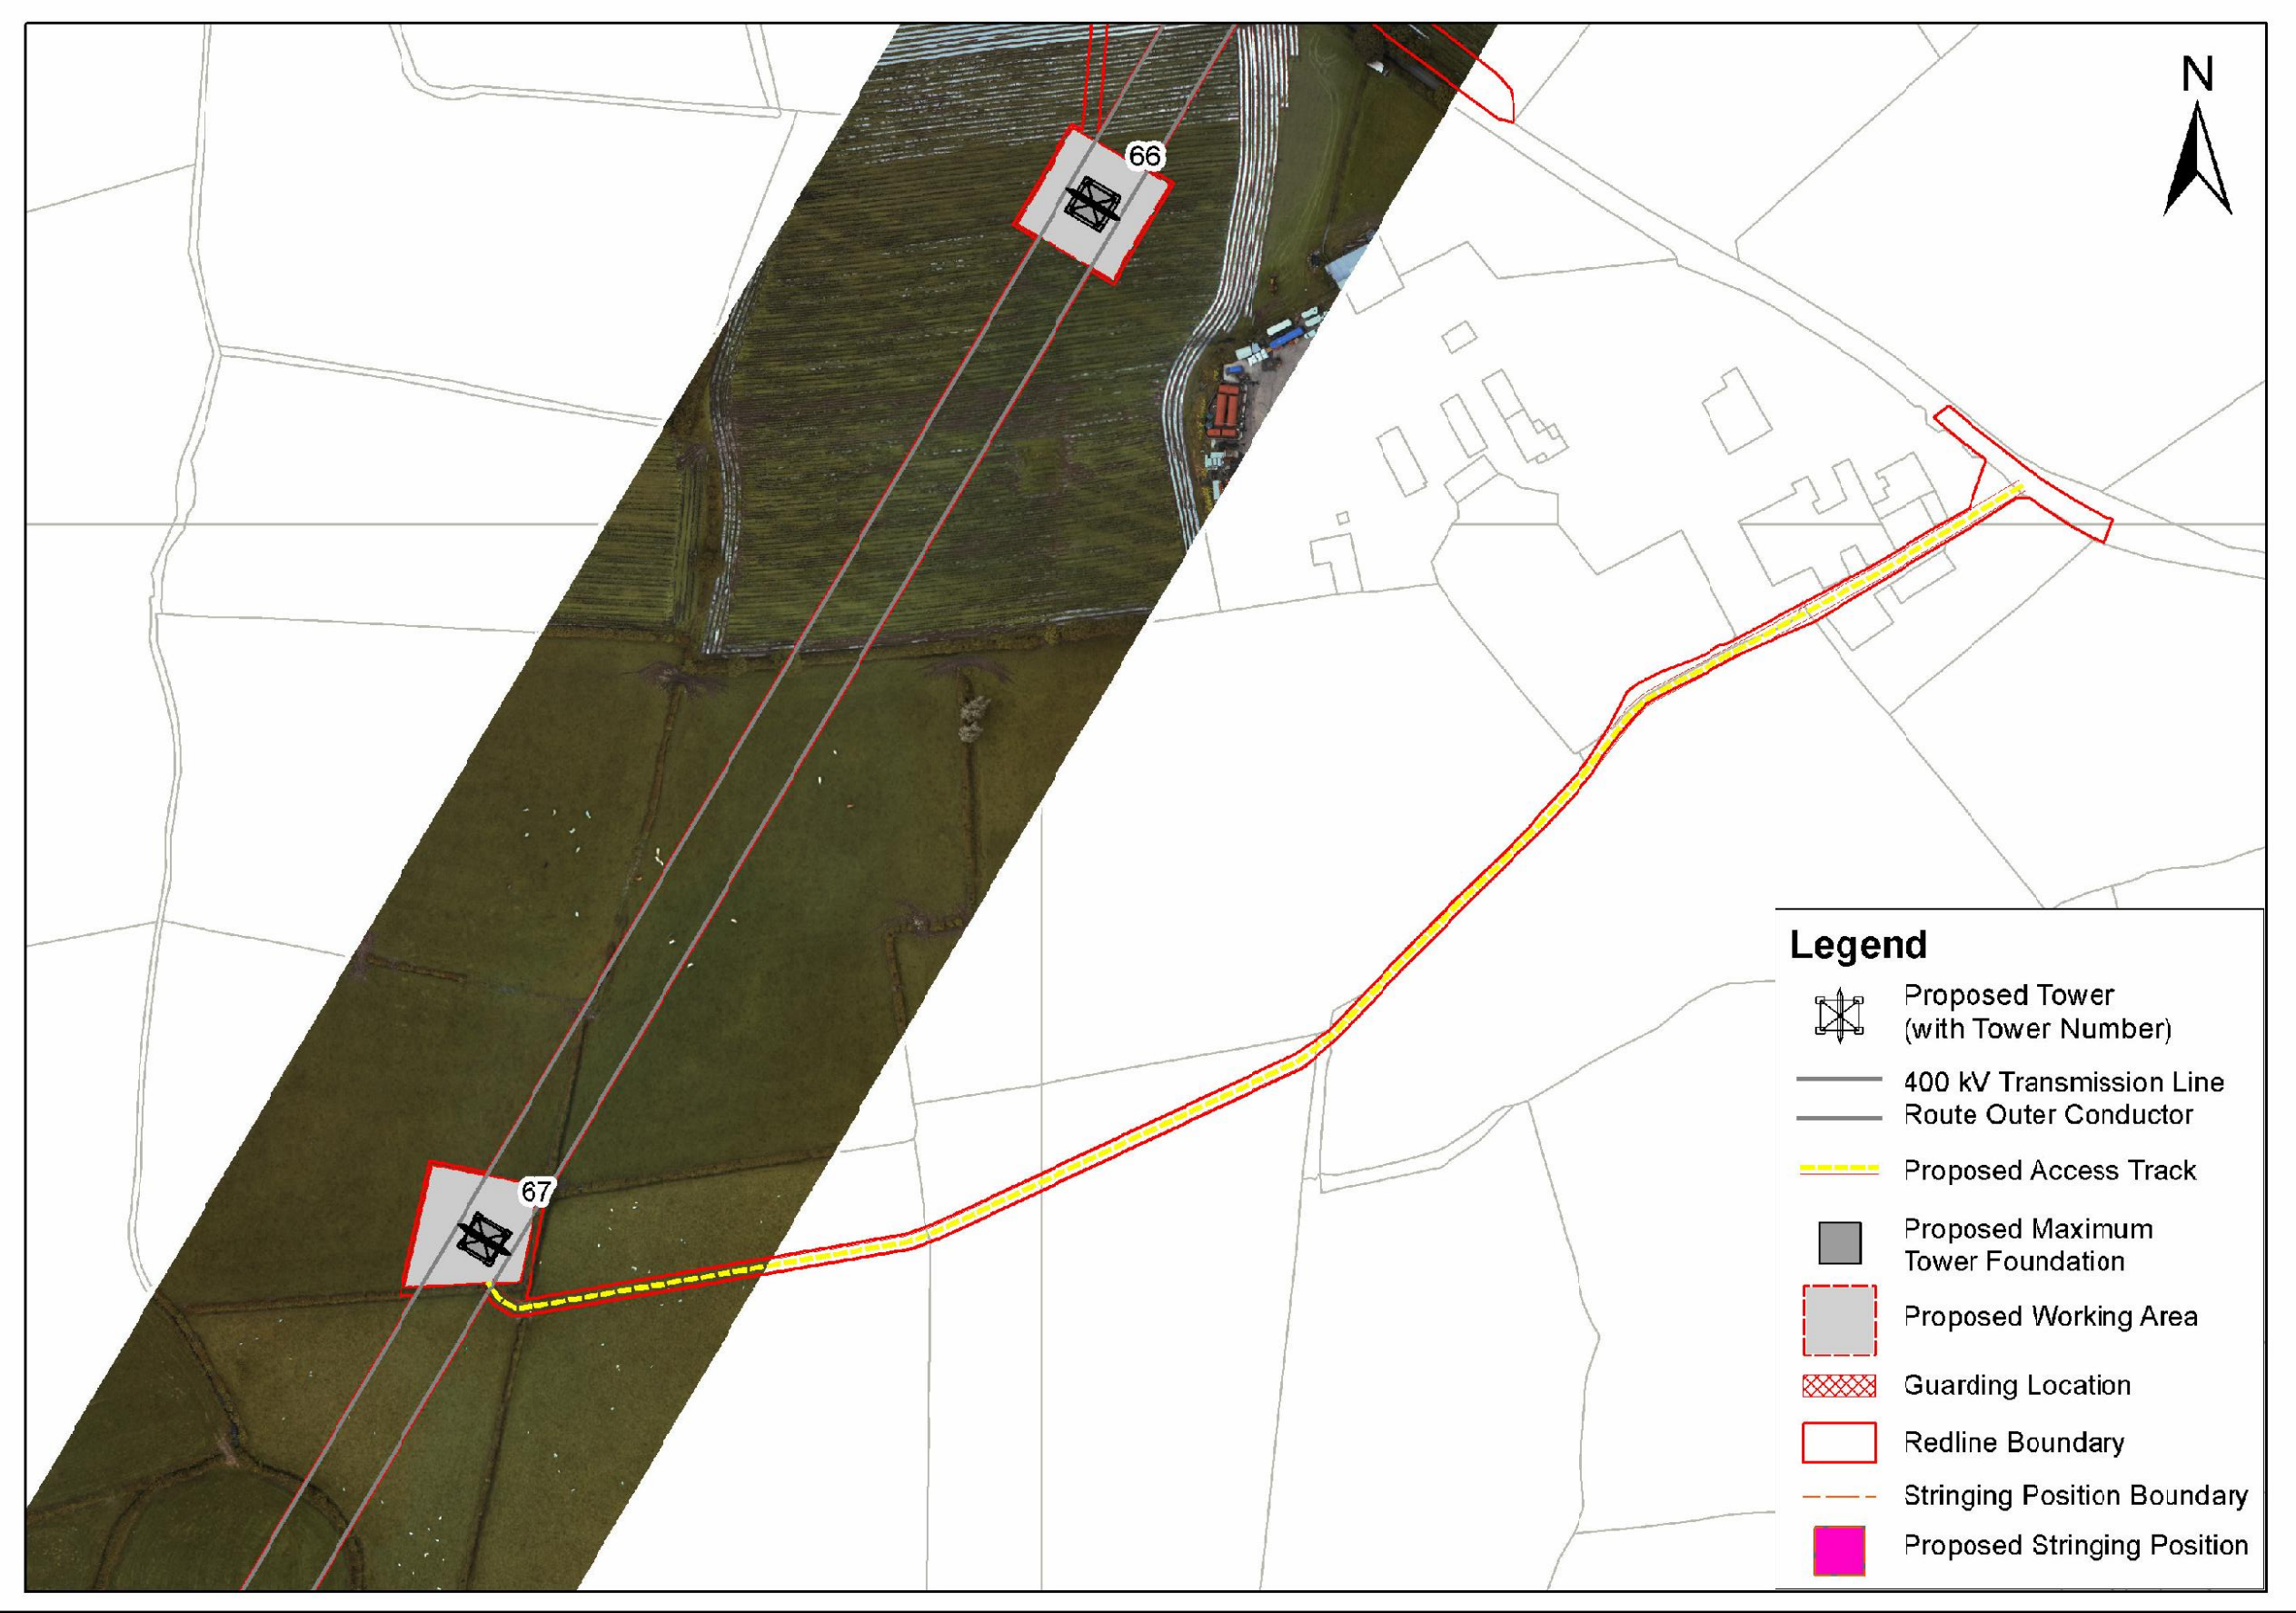 N
66
67
Legend
Proposed Tower
(with Tower Number)
400 kV Transmission Line
Route Outer Conductor
Proposed Access Track
Proposed Maximum
Tower Foundation
Proposed Working Area
Guarding Location
Redline Boundary
Stringing Position Boundary
Proposed Stringing Position